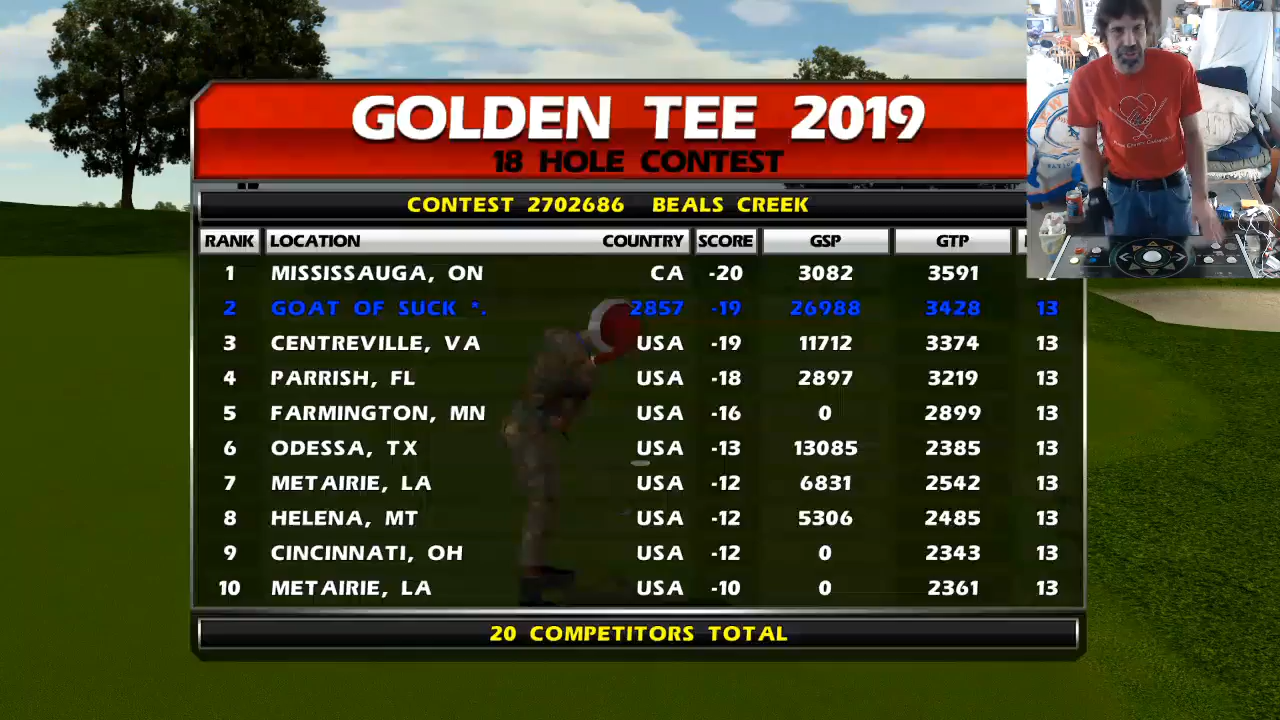 GOLDEN TEE 2019
18 HOLE CONTEST
CONTEST 2702686 BEALS CREEK
RANK LOCATION COUNTRY SCORE GSP GTP
1 MISSISSAUGA, ON CA -20 3082 3591
2 GOAT OF SUCK *. 2857 -19 26988 3428 13
3 CENTREVILLE, VA USA -19 11712 3374 13
4 PARRISH, FL USA -18 2897 3219 13
5 FARMINGTON, MN USA -16 0 2899 13
6 ODESSA, TX USA -13 13085 2385 13
7 METAIRIE, LA USA -12 6831 2542 13
8 HELENA, MT USA -12 5306 2485 13
9 CINCINNATI, OH USA -12 0 2343 13
10 METAIRIE, LA USA -10 0 2361 13
20 COMPETITORS TOTAL